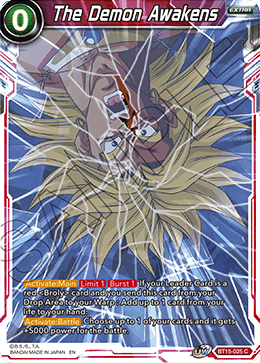 0 The Demon Awakens EXTRA
Activate:Main Limit 1 Burst 1 If your Leader Card is a
red <Broly> card and you send this card from your
Drop Area to your Warp : Add up to 1 card from your
life to your hand.
Activate:Battle Choose up to 1 of your cards and it gets
+5000 power for the battle.
©B.S./S., T.A.
BANDAI MADE IN JAPAN EN
UW BT15-025 C